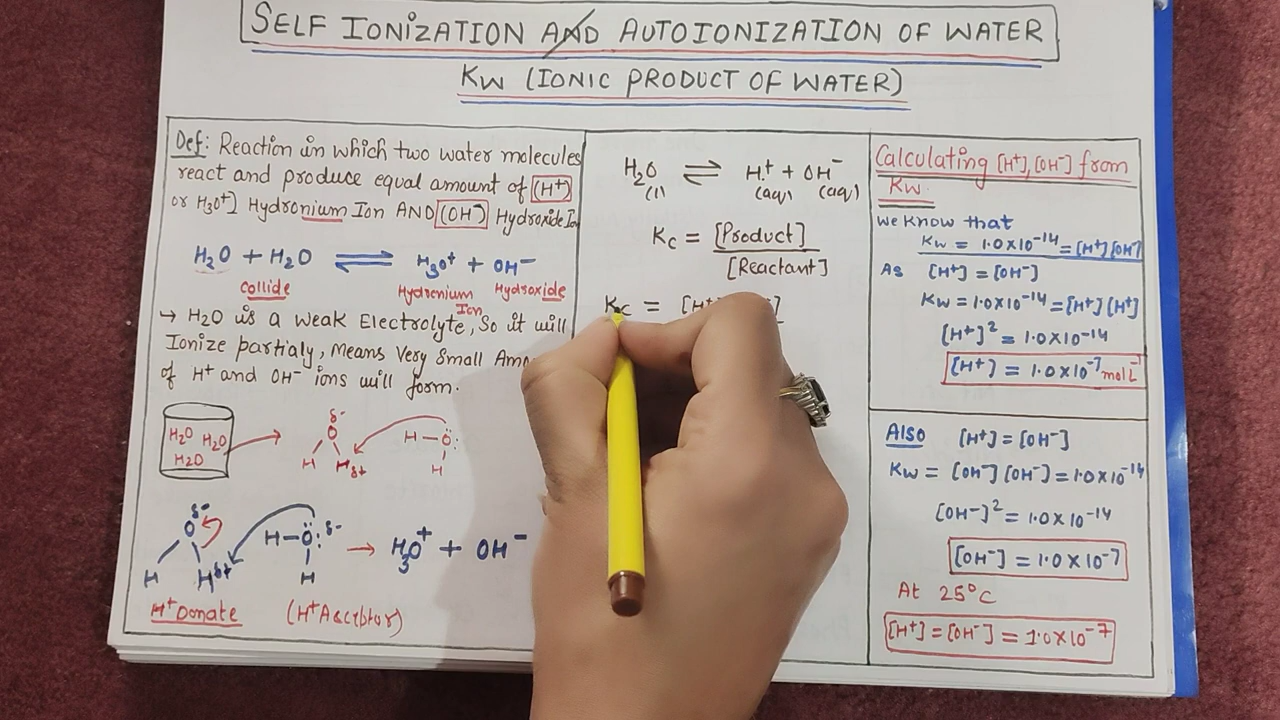 SELF IONIZATION AND AUTOIONIZATION OF WATER
KW (IONIC PRODUCT OF WATER)
Def: Reaction in which two water molecules
react and produce equal amount of (H⁺)
or H₃O⁺] Hydronium Ion AND (OH⁻) Hydroxide Ion
H₂O + H₂O ⇌ H₃O⁺ + OH⁻
collide Hydronium Ion Hydroxide
→ H₂O is a weak Electrolyte, So it will
Ionize partialy, Means Very Small
of H⁺ and OH⁻ ions will form.
H₂O H₂O
H₂O
δ⁻
O
H Hδ⁺
H–O:
H
δ⁻
O
H Hδ⁺
H–O: δ⁻
H
→ H₃O⁺ + OH⁻
H⁺ Donate (H⁺
H₂O ⇌ H⁺ + OH⁻
(l) (aq) (aq)
Kc = [Product]
[Reactant]
Kc = [H⁺]
Calculating [H⁺], [OH⁻] from
Kw
we know that
Kw = 1.0×10⁻¹⁴ = [H⁺][OH⁻]
As [H⁺] = [OH⁻]
Kw = 1.0×10⁻¹⁴ = [H⁺][H⁺]
[H⁺]² = 1.0×10⁻¹⁴
[H⁺) = 1.0×10⁻⁷ mol L⁻
Also [H⁺] = [OH⁻]
Kw = [OH⁻][OH⁻] = 1.0×10⁻¹⁴
[OH⁻]² = 1.0×10⁻¹⁴
[OH⁻) = 1.0×10⁻⁷
At 25°C
[H⁺] = [OH⁻] = 1.0×10⁻⁷